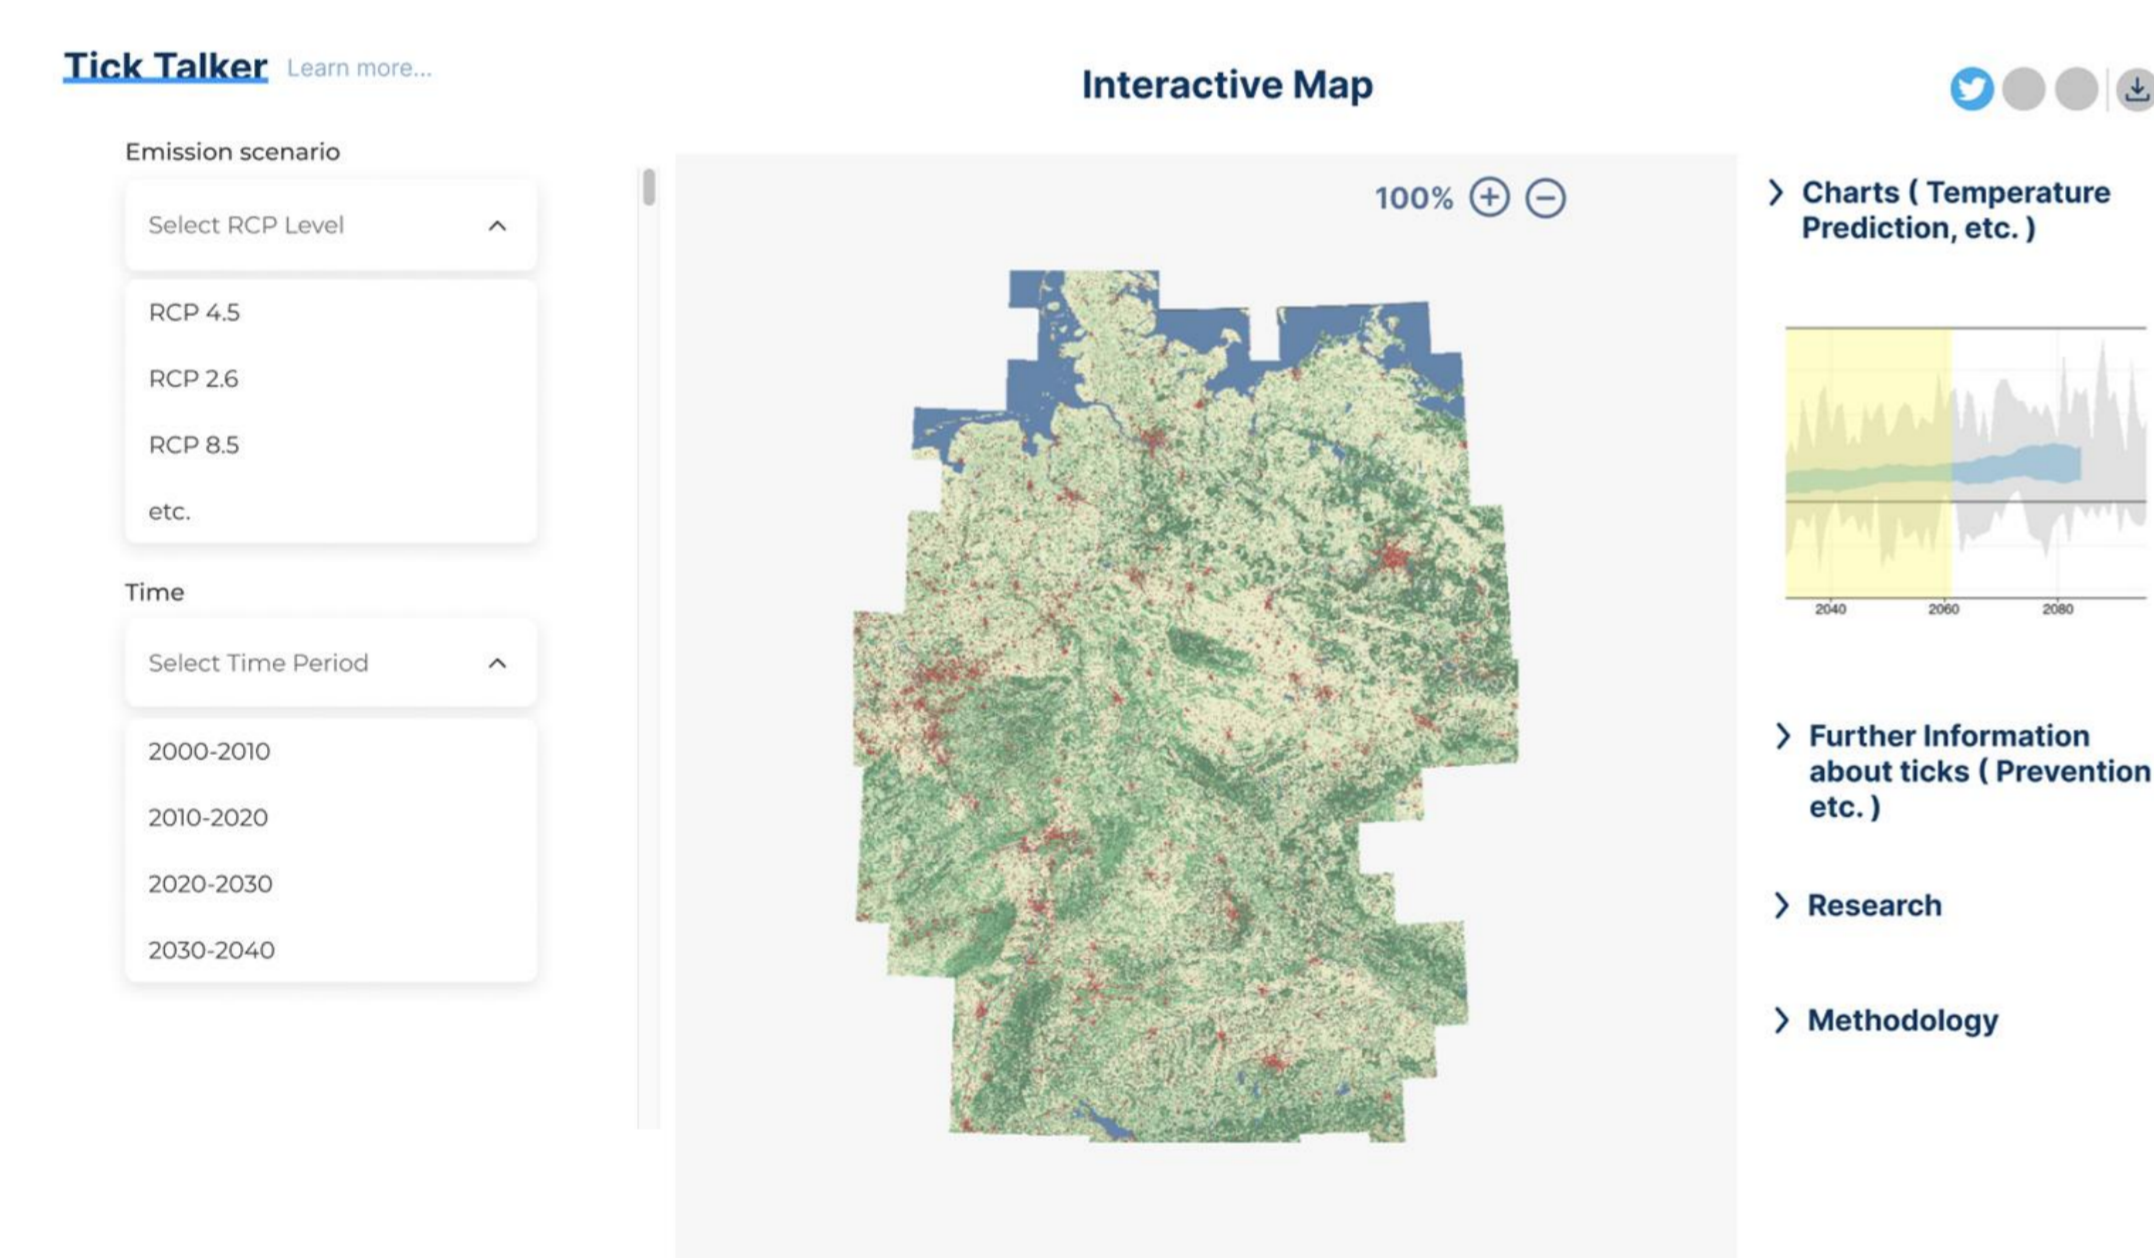 Tick Talker Learn more...
Interactive Map
Emission scenario
Select RCP Level
RCP 4.5
RCP 2.6
RCP 8.5
etc.
Time
Select Time Period
2000-2010
2010-2020
2020-2030
2030-2040
100%
Charts ( Temperature
Prediction, etc. )
2040 2060 2080
Further Information
about ticks ( Prevention
etc. )
Research
Methodology